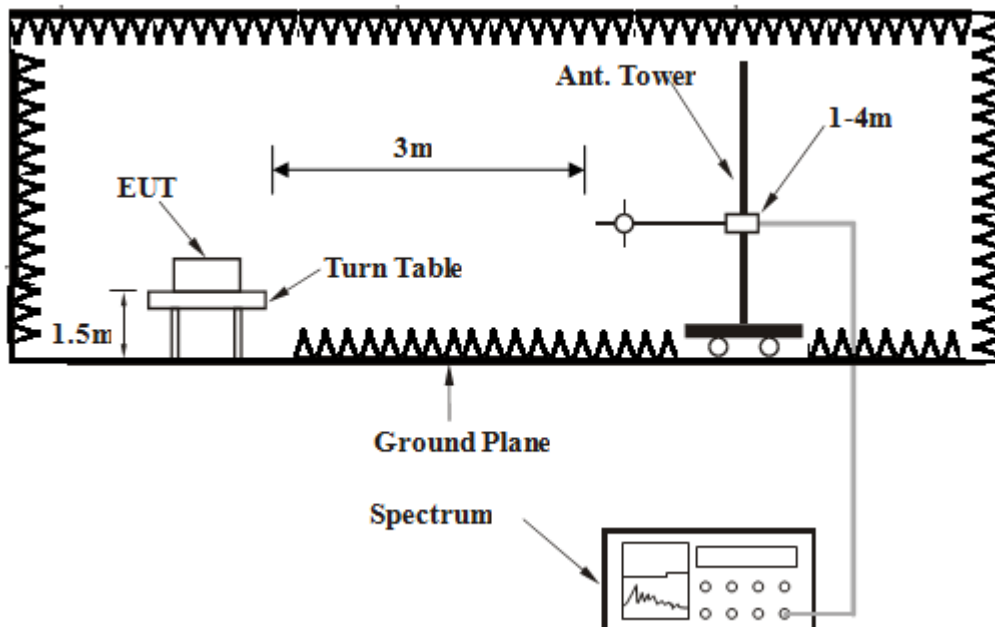 Ant. Tower
1-4m
3m
EUT
Turn Table
1.5m
Ground Plane
Spectrum